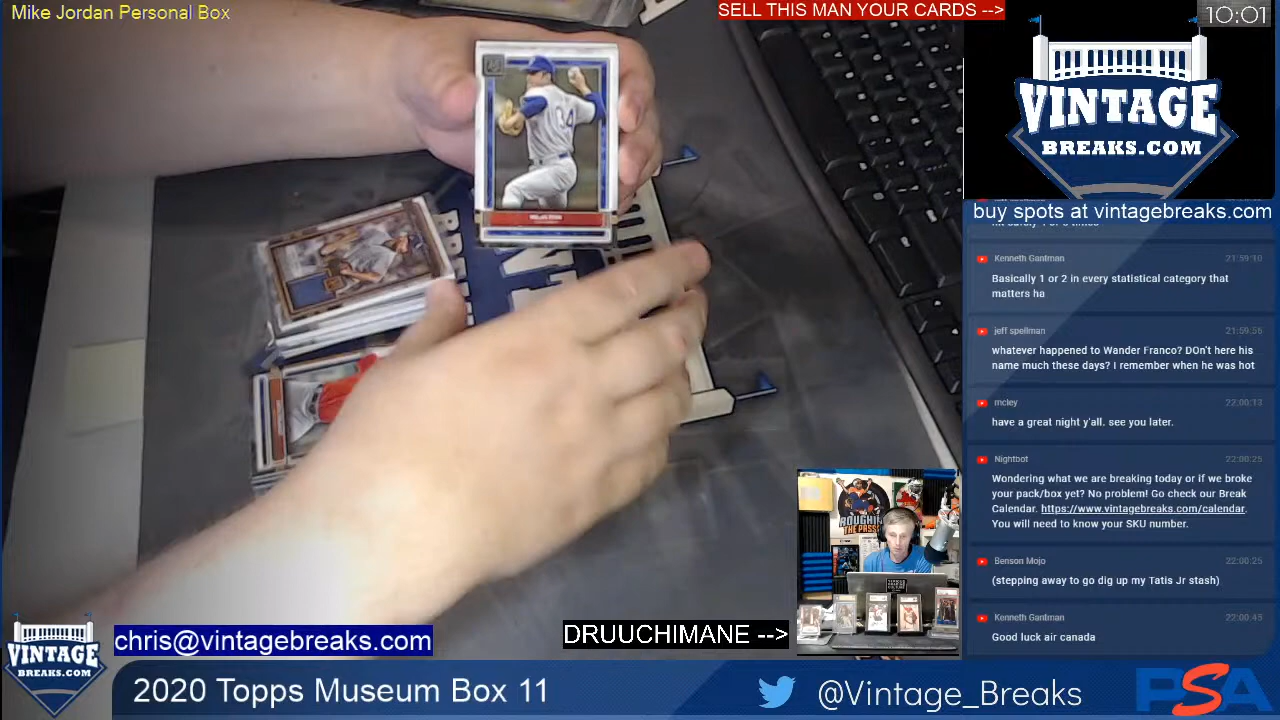 Mike Jordan Personal Box
SELL THIS MAN YOUR CARDS -->
10:01
VINTAGE
BREAKS.COM
buy spots at vintagebreaks.com
Kenneth Gantman 21:59:10
Basically 1 or 2 in every statistical category that
matters ha
jeff spellman 21:59:56
whatever happened to Wander Franco? DOn't here his
name much these days? I remember when he was hot
rncley 22:00:13
have a great night y'all. see you later.
Nightbot 22:00:25
Wondering what we are breaking today or if we broke
your pack/box yet? No problem! Go check our Break
Calendar. https://www.vintagebreaks.com/calendar.
You will need to know your SKU number.
Benson Mojo 22:00:25
(stepping away to go dig up my Tatis Jr stash)
Kenneth Gantman 22:00:45
Good luck air canada
34
ROUGHING
THE PASSER
VINTAGE
BREAKS.COM
chris@vintagebreaks.com
DRUUCHIMANE -->
2020 Topps Museum Box 11
@Vintage_Breaks
PSA